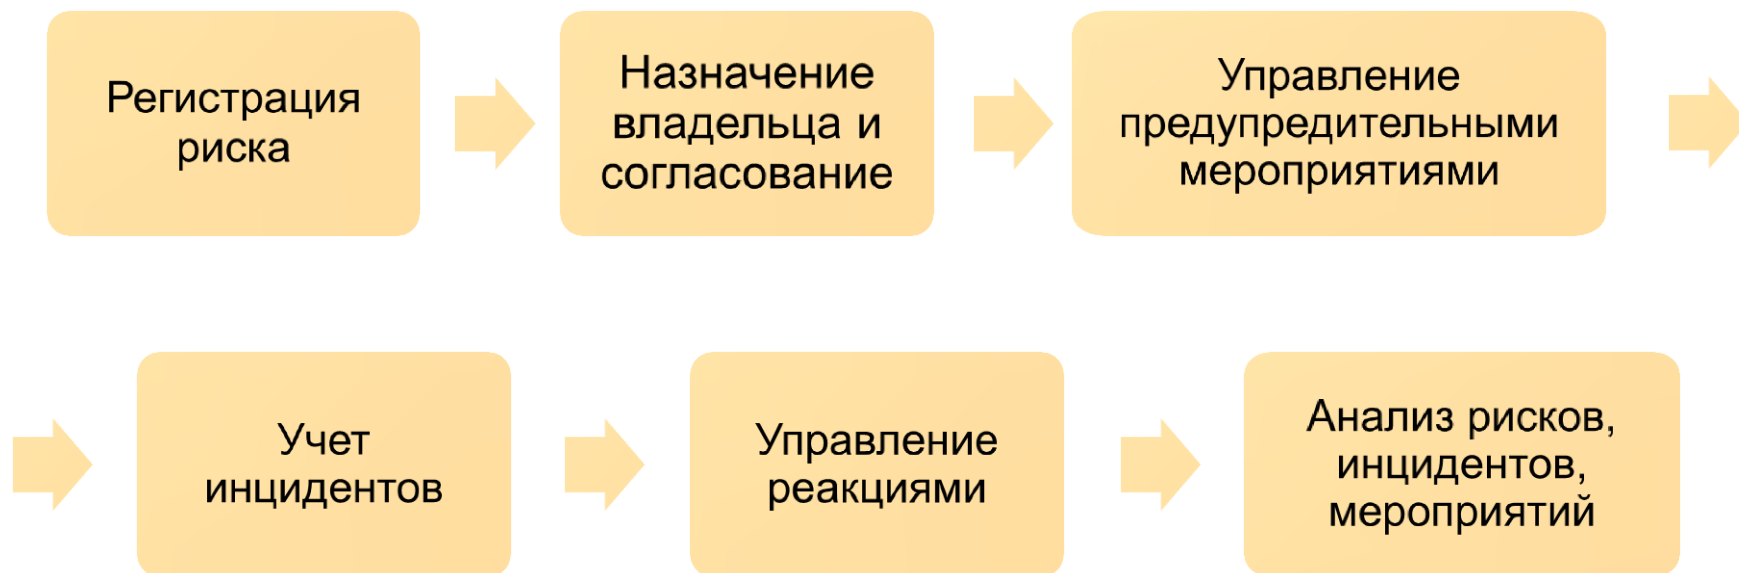 Регистрация
риска
Назначение
владельца и
согласование
Управление
предупредительными
мероприятиями
Учет
инцидентов
Управление
реакциями
Анализ рисков,
инцидентов,
мероприятий